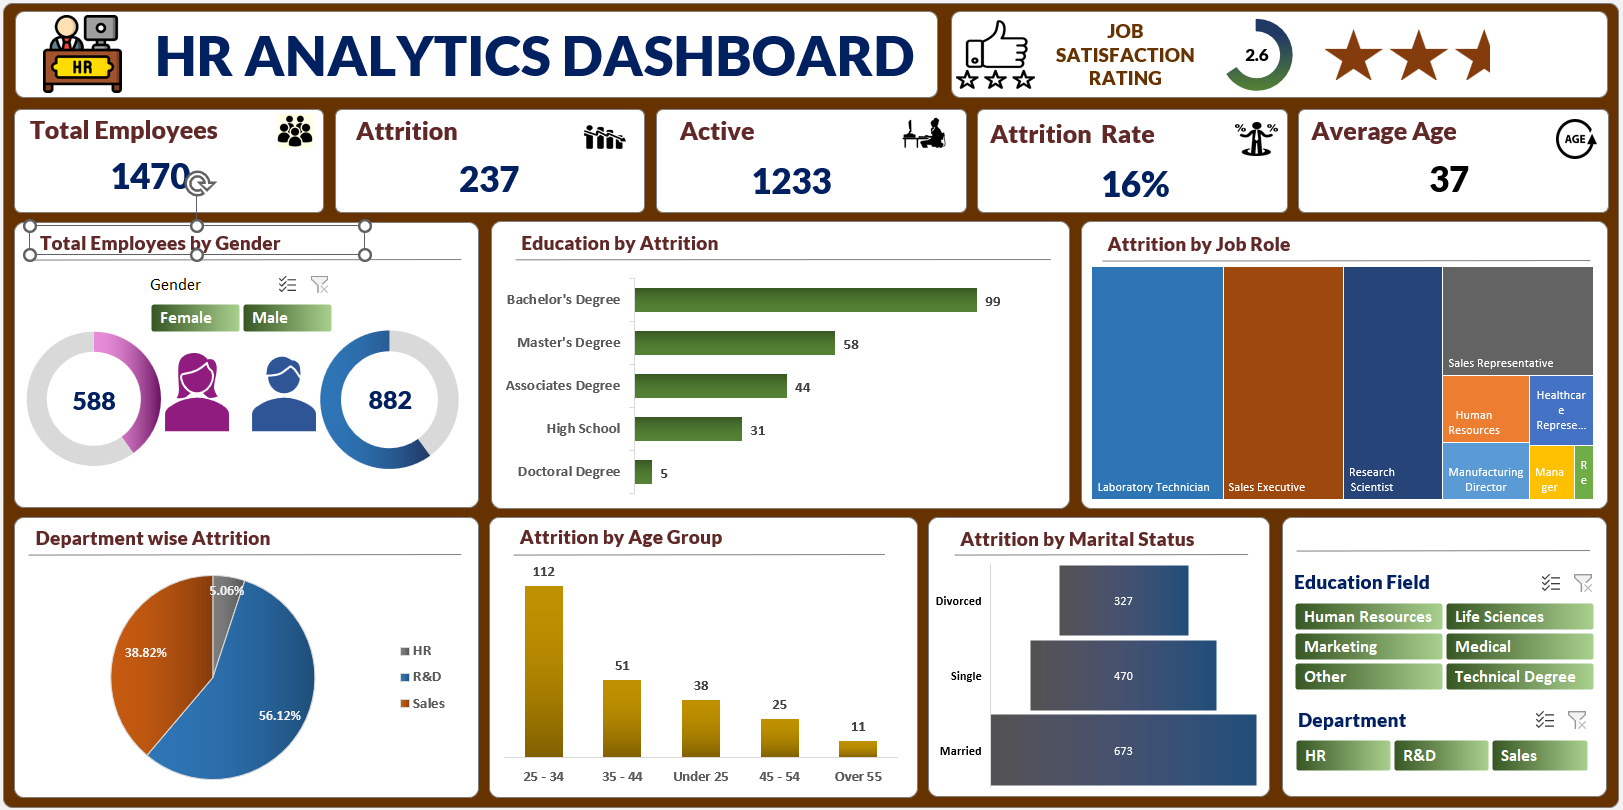 HR
HR ANALYTICS DASHBOARD
JOB
SATISFACTION
RATING
2.6
Total Employees
1470
Attrition
237
Active
1233
Attrition Rate
16%
% %
Average Age
37
AGE
Total Employees by Gender
Gender
Female
Male
588
882
Education by Attrition
Bachelor's Degree
99
Master's Degree
58
Associates Degree
44
High School
31
Doctoral Degree
5
Attrition by Job Role
Laboratory Technician
Sales Executive
Research
Scientist
Sales Representative
Human
Resources
Healthcar
e
Represe...
Manufacturing
Director
Mana
ger
R
e
Department wise Attrition
5.06%
38.82%
56.12%
HR
R&D
Sales
Attrition by Age Group
112
51
38
25
11
25 - 34
35 - 44
Under 25
45 - 54
Over 55
Attrition by Marital Status
Divorced
327
Single
470
Married
673
Education Field
Human Resources
Life Sciences
Marketing
Medical
Other
Technical Degree
Department
HR
R&D
Sales